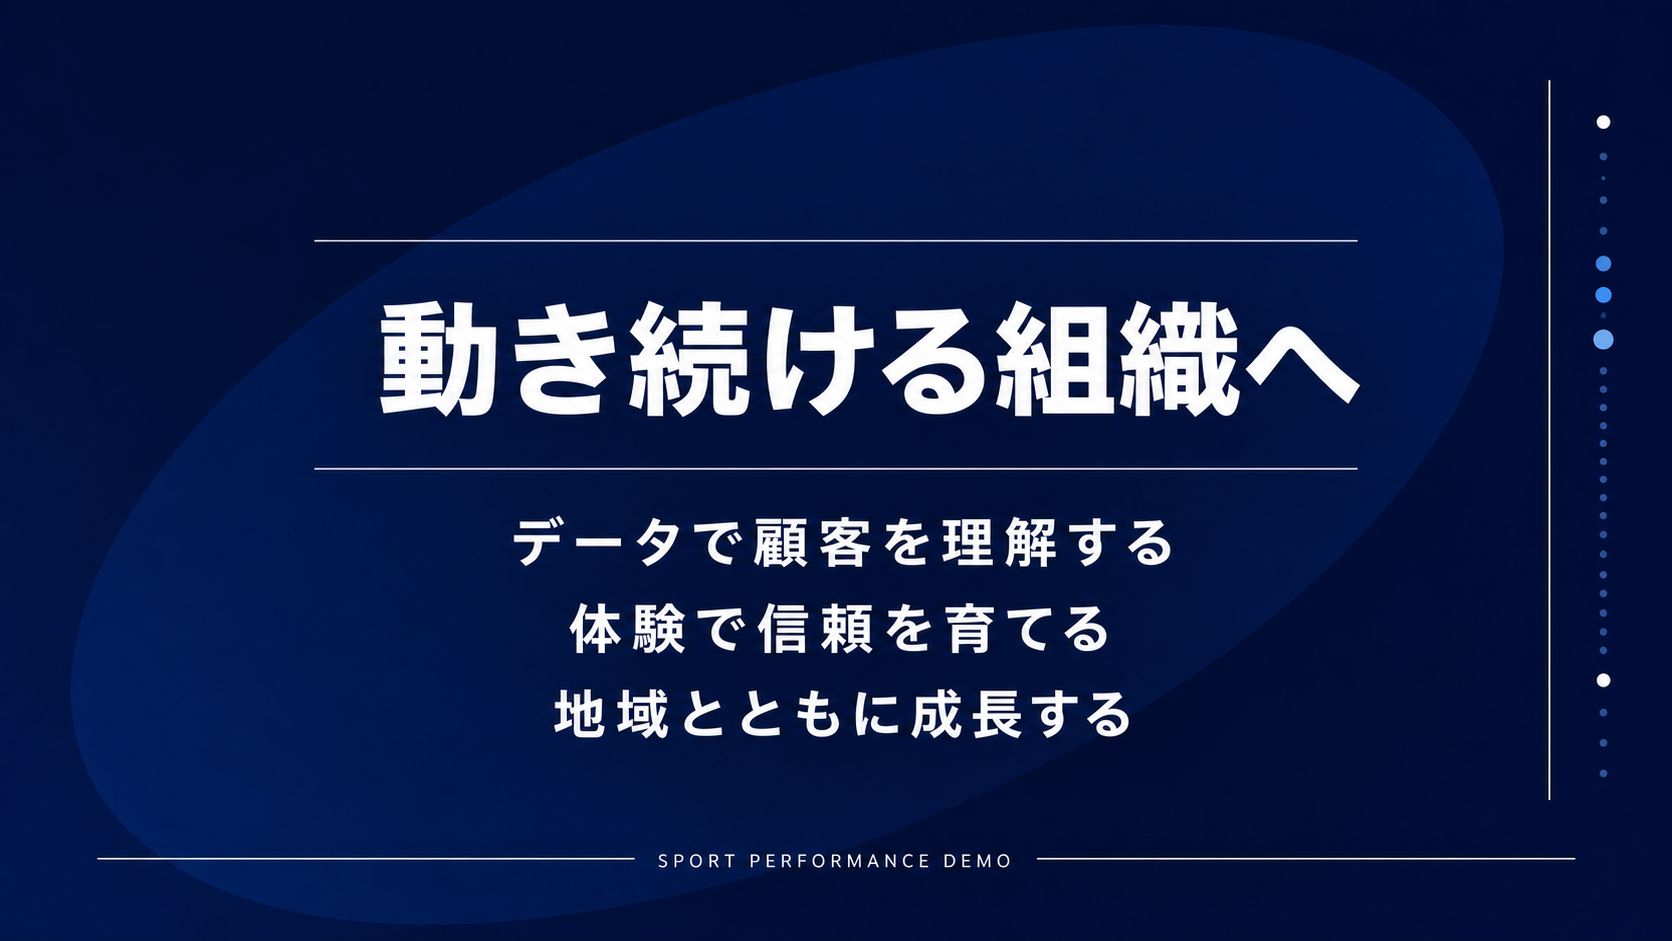 動き続ける組織へ
データで顧客を理解する
体験で信頼を育てる
地域とともに成長する
SPORT PERFORMANCE DEMO